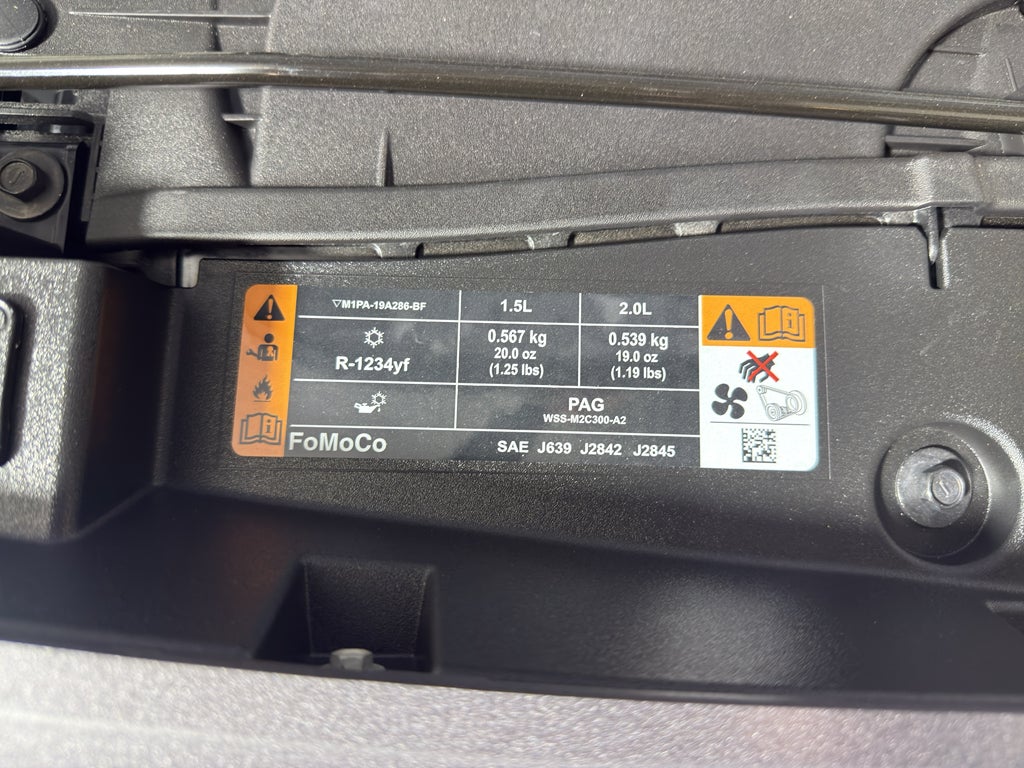 ▽M1PA-19A286-BF 1.5L 2.0L
R-1234yf
0.567 kg
20.0 oz
(1.25 lbs)
0.539 kg
19.0 oz
(1.19 lbs)
PAG
WSS-M2C300-A2
FoMoCo SAE J639 J2842 J2845